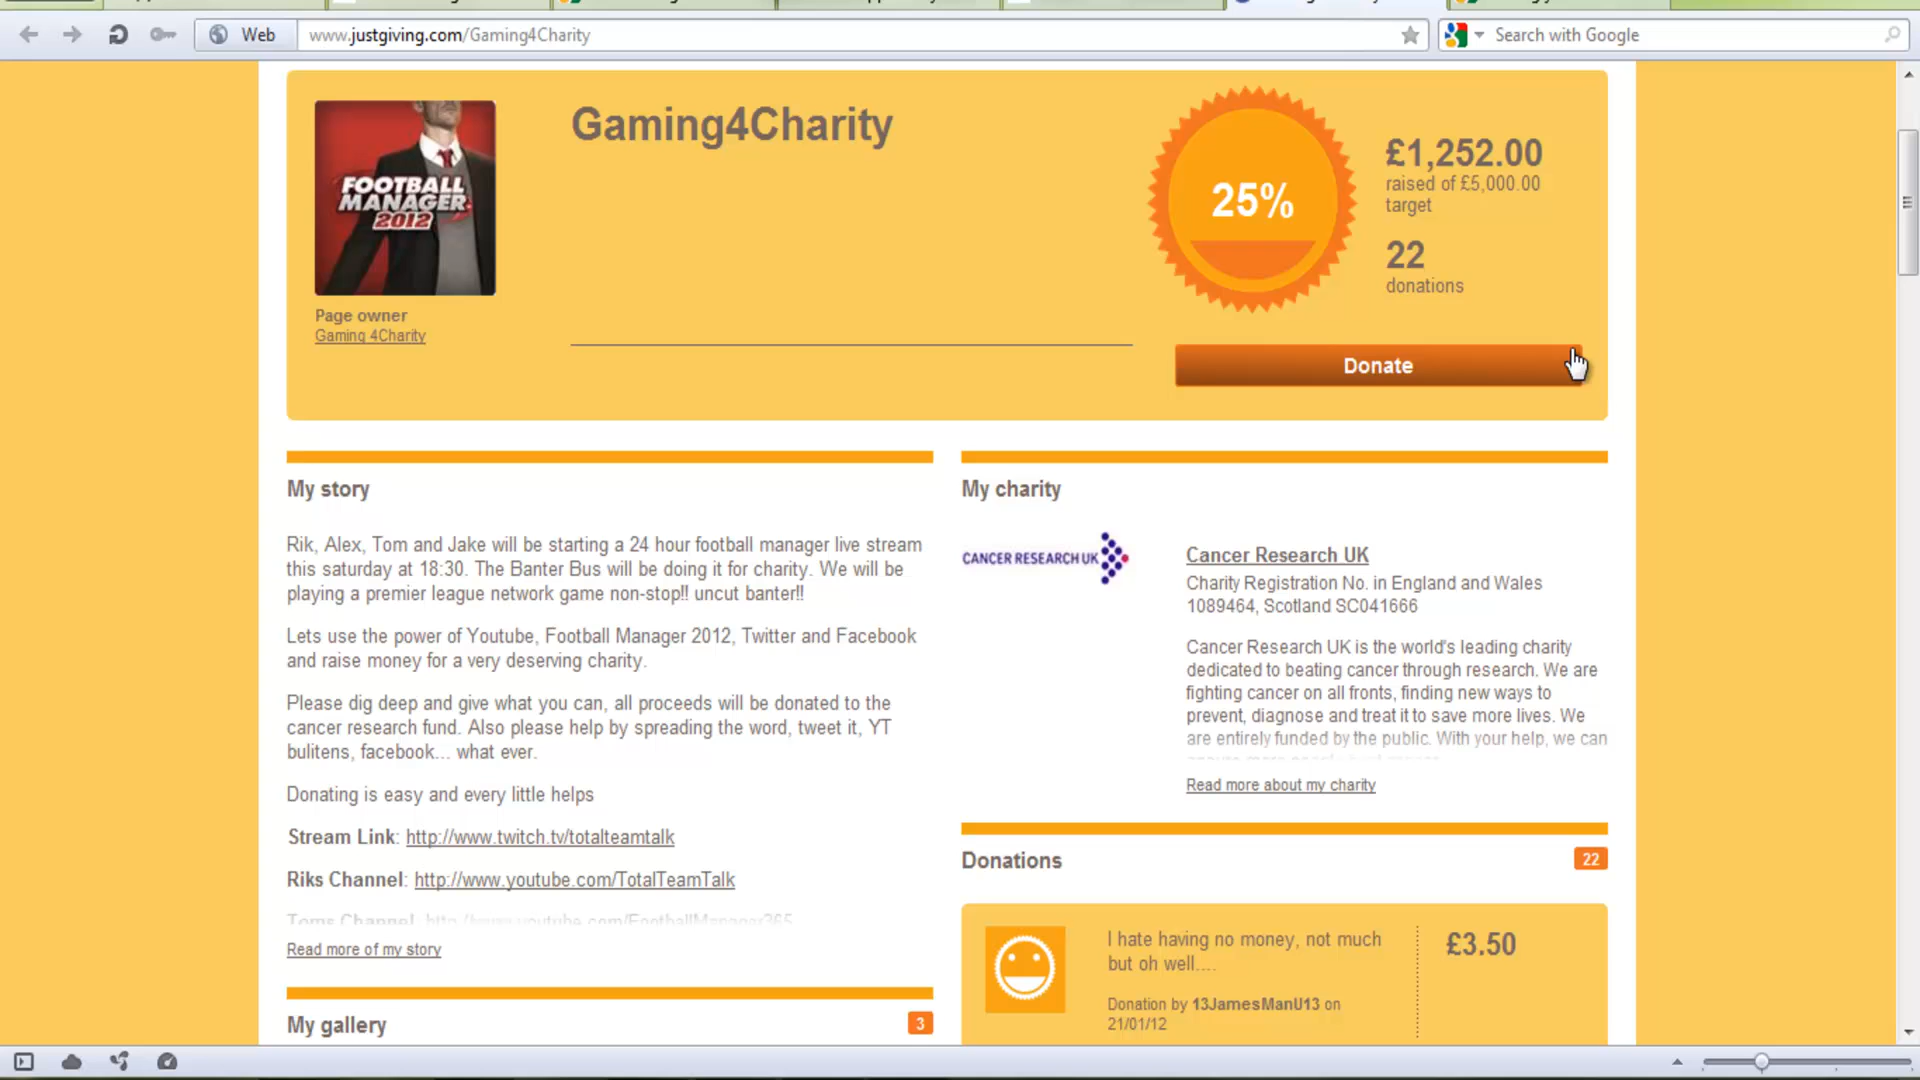 Web
www.justgiving.com/Gaming4Charity
Search with Google
FOOTBALL
MANAGER
2012
Page owner
Gaming 4Charity
Gaming4Charity
25%
£1,252.00
raised of £5,000.00
target
22
donations
Donate
My story
Rik, Alex, Tom and Jake will be starting a 24 hour football manager live stream
this saturday at 18:30. The Banter Bus will be doing it for charity. We will be
playing a premier league network game non-stop!! uncut banter!!
Lets use the power of Youtube, Football Manager 2012, Twitter and Facebook
and raise money for a very deserving charity.
Please dig deep and give what you can, all proceeds will be donated to the
cancer research fund. Also please help by spreading the word, tweet it, YT
bulitens, facebook... what ever.
Donating is easy and every little helps
Stream Link: http://www.twitch.tv/totalteamtalk
Riks Channel: http://www.youtube.com/TotalTeamTalk
Toms Channel: http://www.youtube.com/FootballManager365
Read more of my story
My gallery
3
My charity
CANCER RESEARCH UK
Cancer Research UK
Charity Registration No. in England and Wales
1089464, Scotland SC041666
Cancer Research UK is the world's leading charity
dedicated to beating cancer through research. We are
fighting cancer on all fronts, finding new ways to
prevent, diagnose and treat it to save more lives. We
are entirely funded by the public. With your help, we can
Read more about my charity
Donations
22
I hate having no money, not much
but oh well....
£3.50
Donation by 13JamesManU13 on
21/01/12